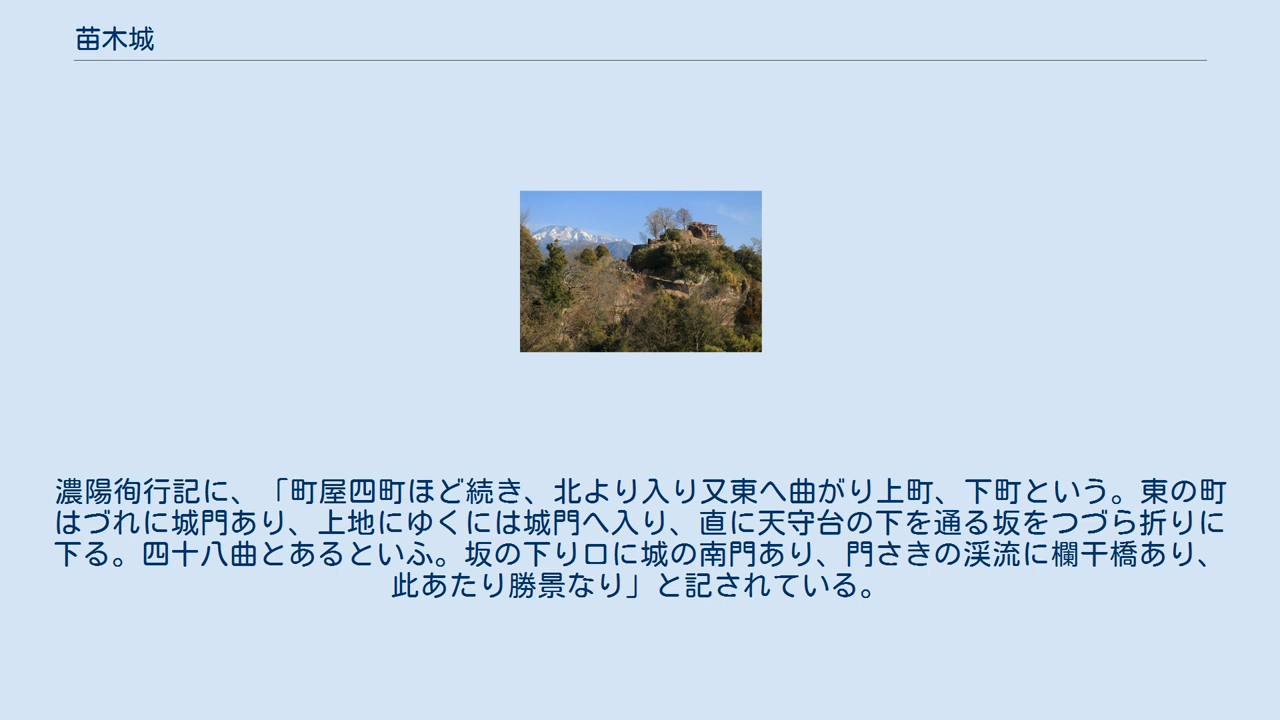 苗木城
濃陽徇行記に、「町屋四町ほど続き、北より入り又東へ曲がり上町、下町という。東の町
はづれに城門あり、上地にゆくには城門へ入り、直に天守台の下を通る坂をつづら折りに
下る。四十八曲とあるといふ。坂の下り口に城の南門あり、門さきの渓流に欄干橋あり、
此あたり勝景なり」と記されている。